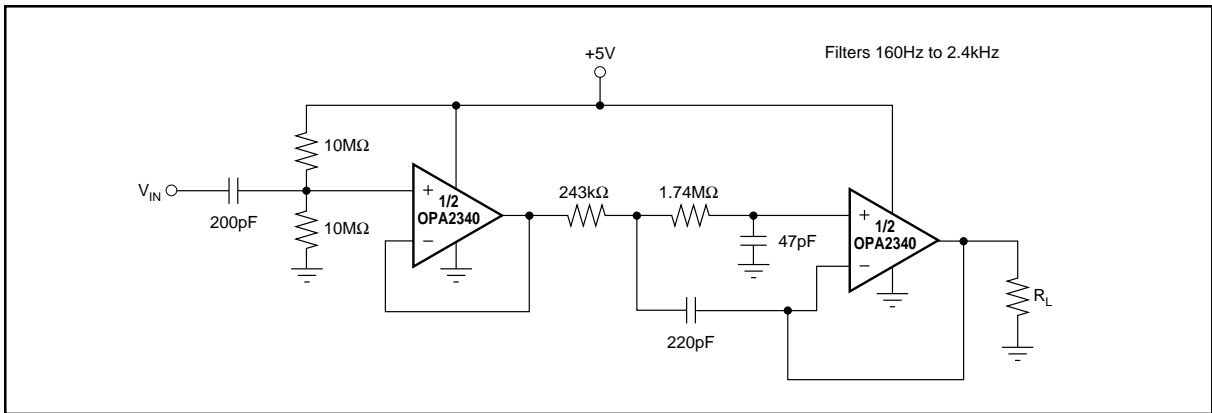 +5V
Filters 160Hz to 2.4kHz
10MΩ
V_IN
200pF
10MΩ
+
1/2
OPA2340
−
243kΩ
1.74MΩ
47pF
220pF
+
1/2
OPA2340
−
R_L